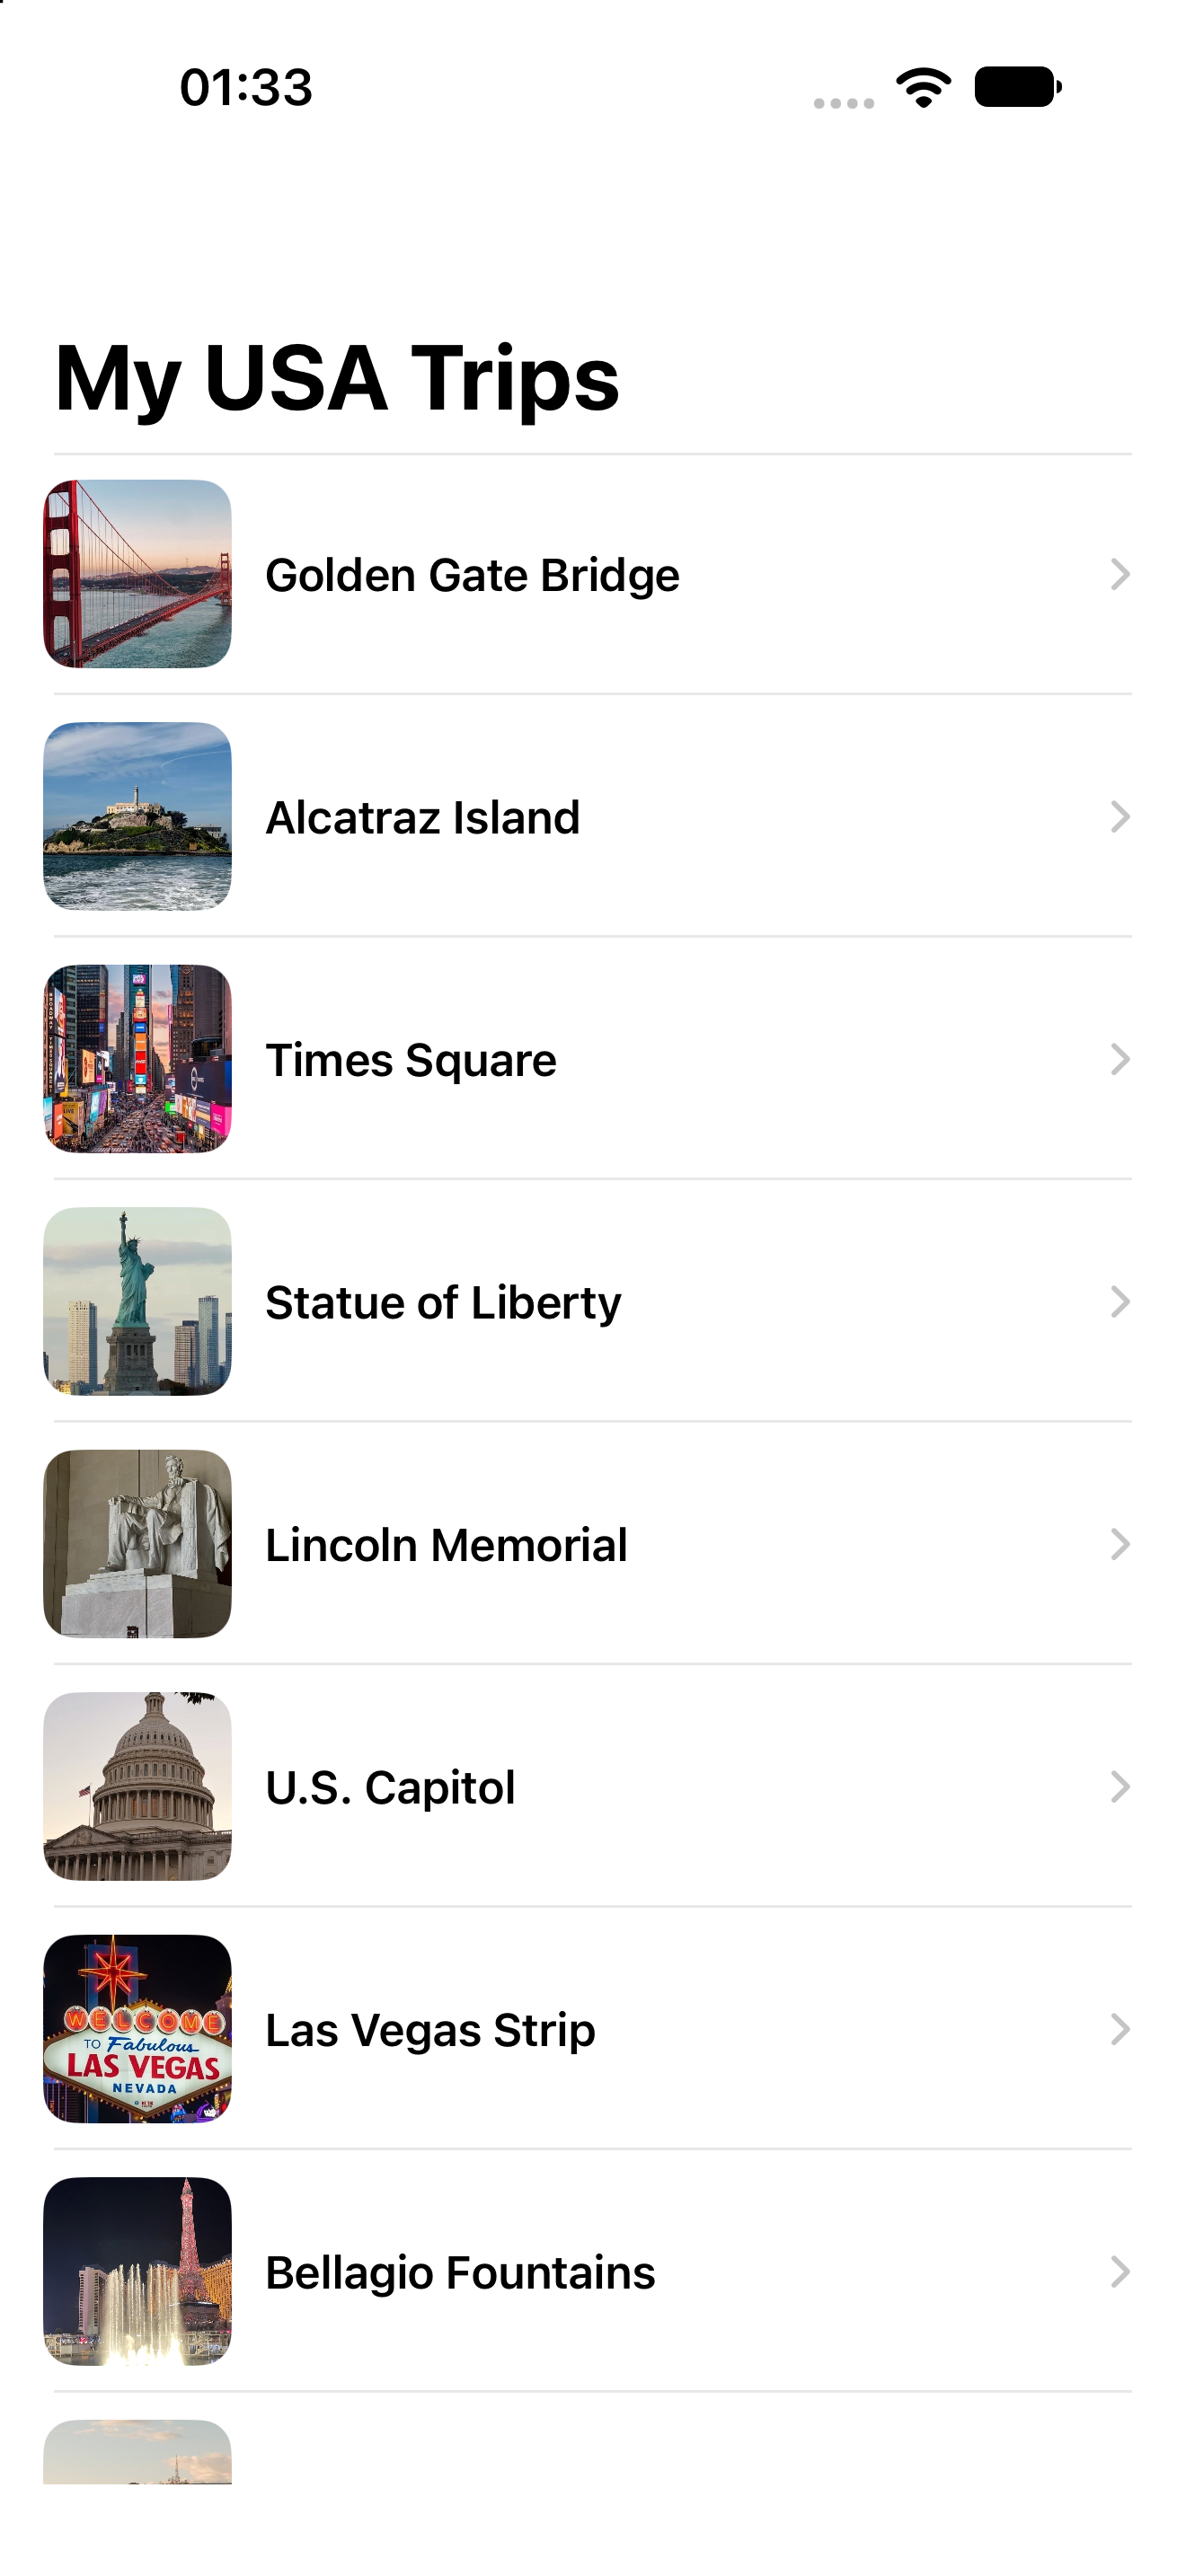 01:33
My USA Trips
Golden Gate Bridge
Alcatraz Island
Times Square
Statue of Liberty
Lincoln Memorial
U.S. Capitol
Las Vegas Strip
WELCOME
TO Fabulous
LAS VEGAS
NEVADA
Bellagio Fountains